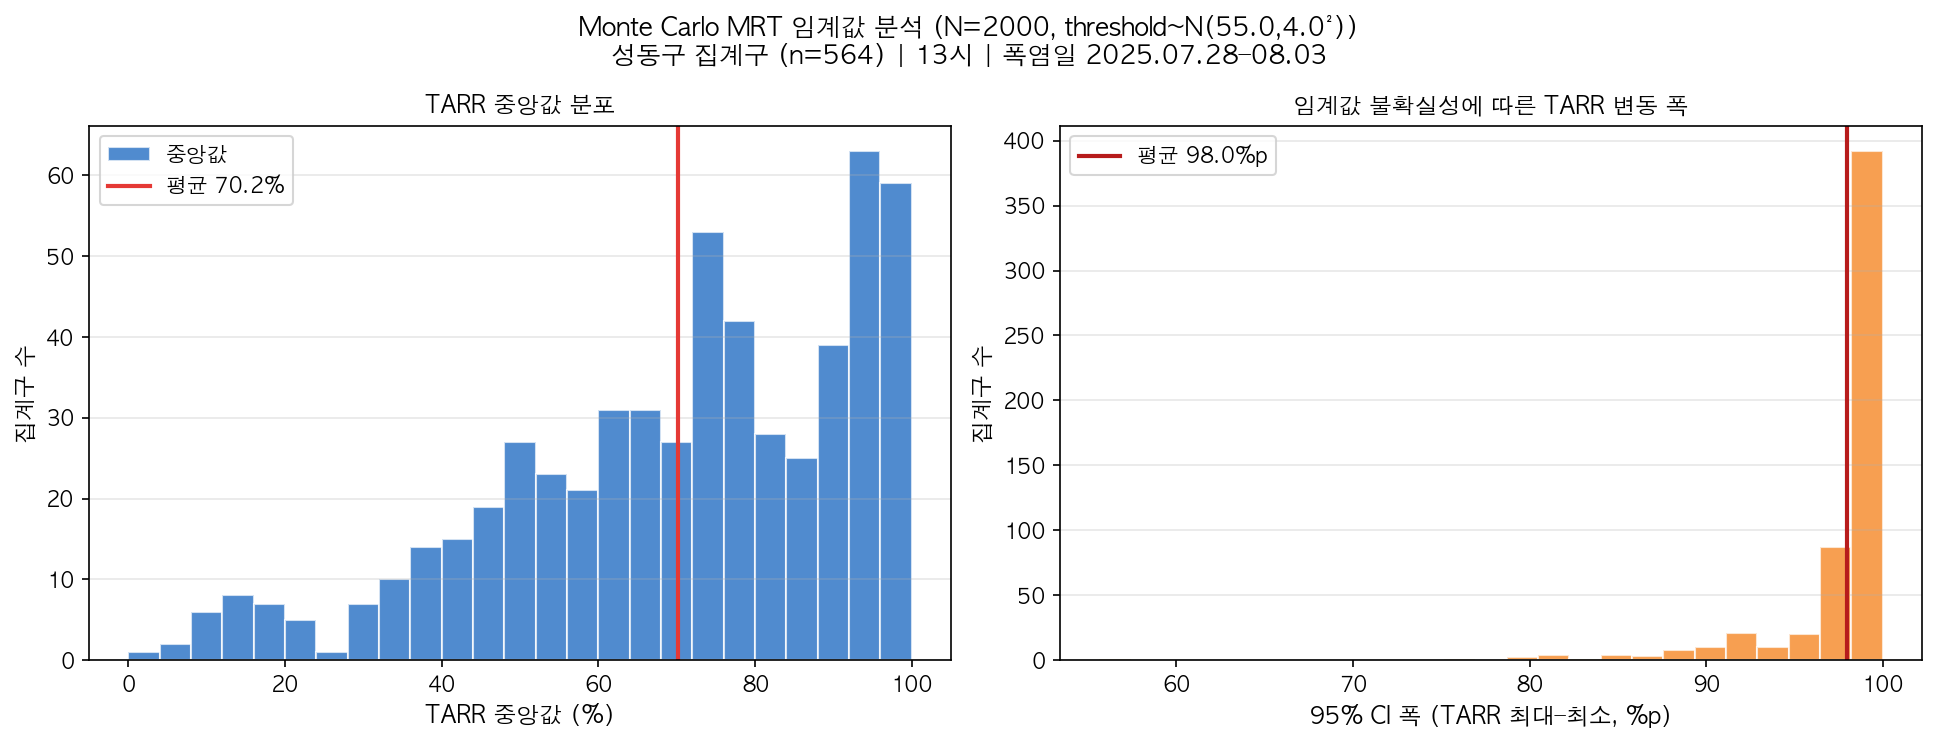 Monte Carlo MRT 임계값 분석 (N=2000, threshold~N(55.0,4.0²))
성동구 집계구 (n=564) | 13시 | 폭염일 2025.07.28–08.03
TARR 중앙값 분포
중앙값
평균 70.2%
집계구 수
60
50
40
30
20
10
0
0 20 40 60 80 100
TARR 중앙값 (%)
임계값 불확실성에 따른 TARR 변동 폭
평균 98.0%p
집계구 수
400
350
300
250
200
150
100
50
0
60 70 80 90 100
95% CI 폭 (TARR 최대–최소, %p)